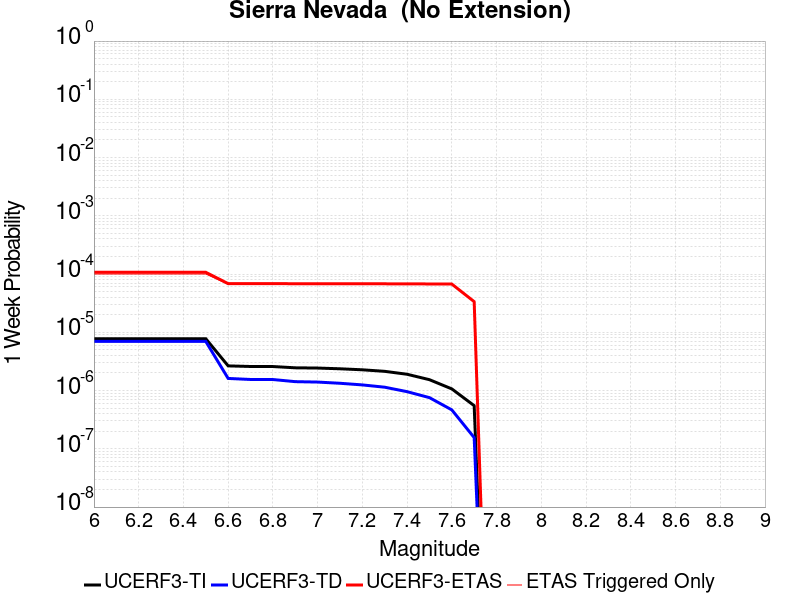 Sierra Nevada  (No Extension)
10^0
10^-1
10^-2
10^-3
10^-4
10^-5
10^-6
10^-7
10^-8
1 Week Probability
6 6.2 6.4 6.6 6.8 7 7.2 7.4 7.6 7.8 8 8.2 8.4 8.6 8.8 9
Magnitude
UCERF3-TI UCERF3-TD UCERF3-ETAS ETAS Triggered Only